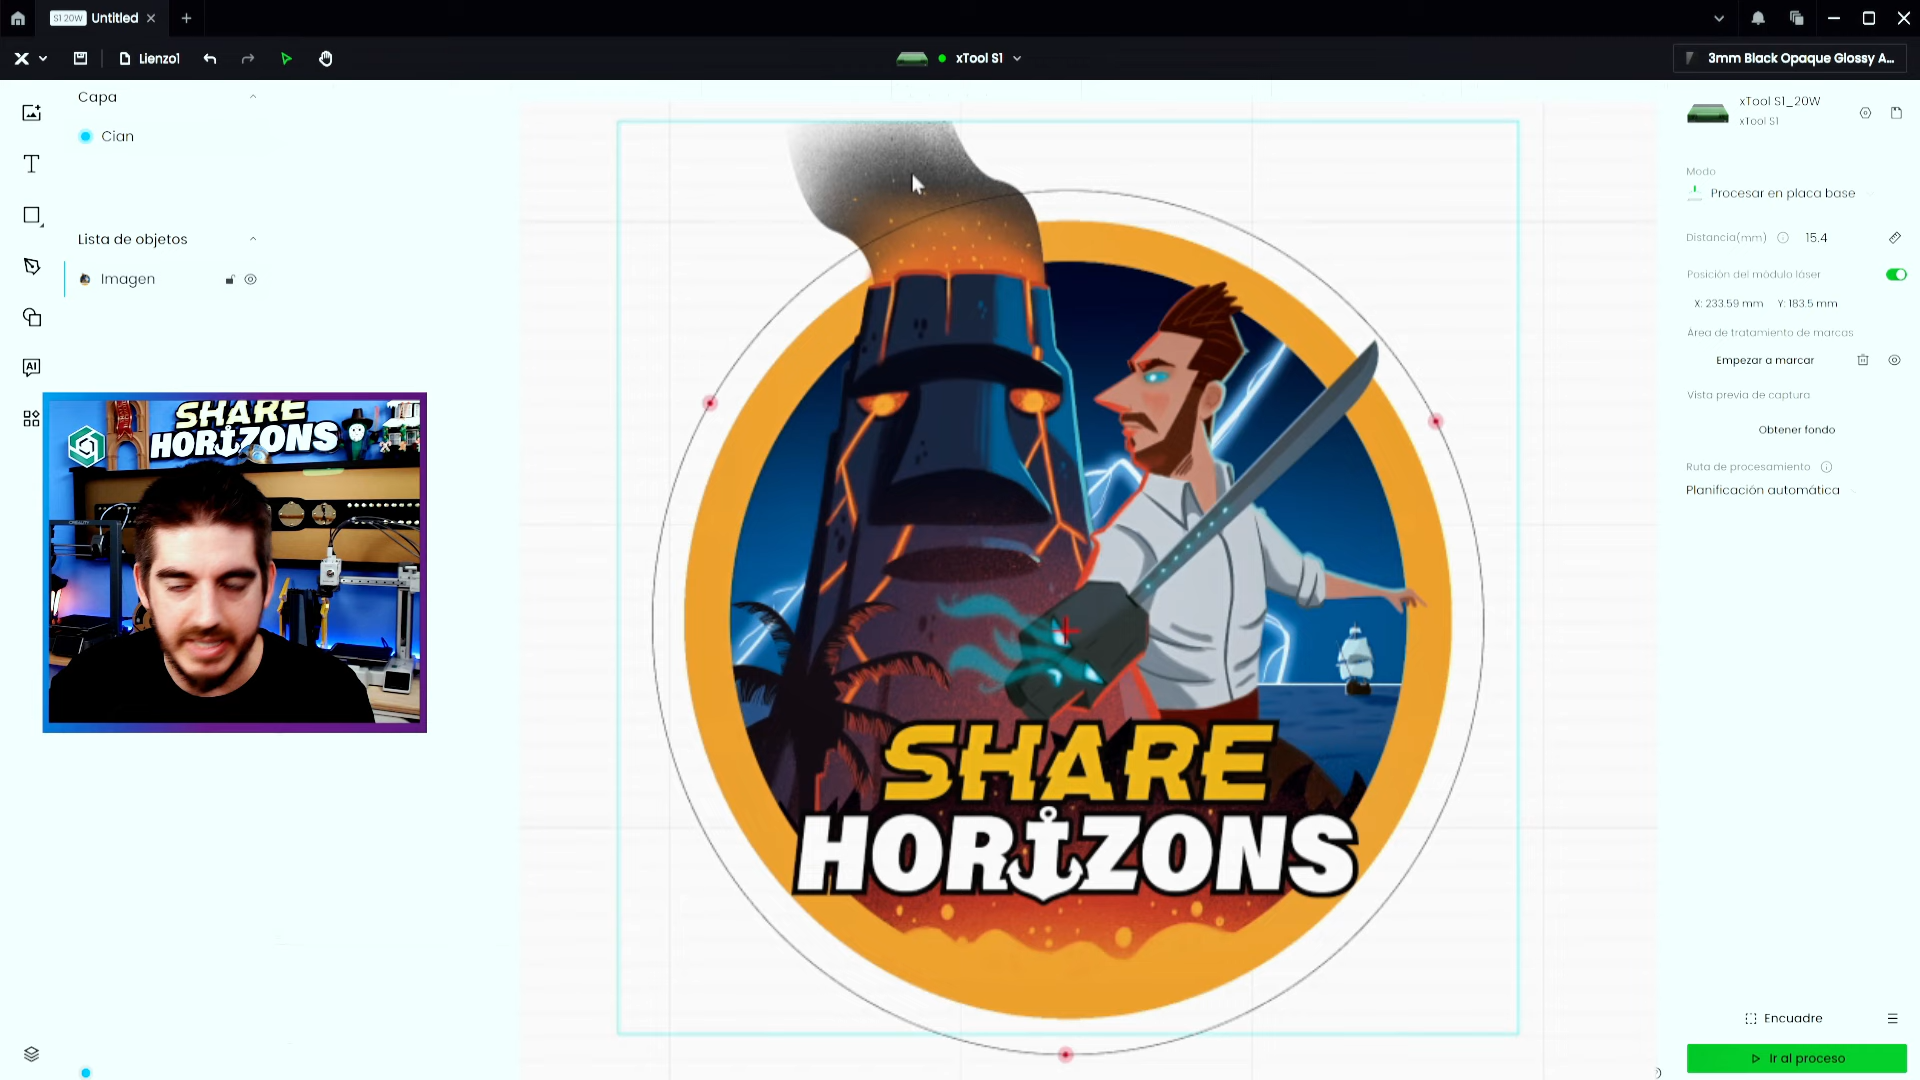 S1 20W Untitled
Lienzo1
xTool S1
3mm Black Opaque Glossy A...
Capa
Cian
Lista de objetos
Imagen
AI
SHARE
HORIZONS
SHARE
HORIZONS
xTool S1_20W
xTool S1
Modo
Procesar en placa base
Distancia(mm) 15.4
Posición del módulo láser
X: 233.59 mm Y: 183.5 mm
Área de tratamiento de marcas
Empezar a marcar
Vista previa de captura
Obtener fondo
Ruta de procesamiento
Planificación automática
Encuadre
Ir al proceso